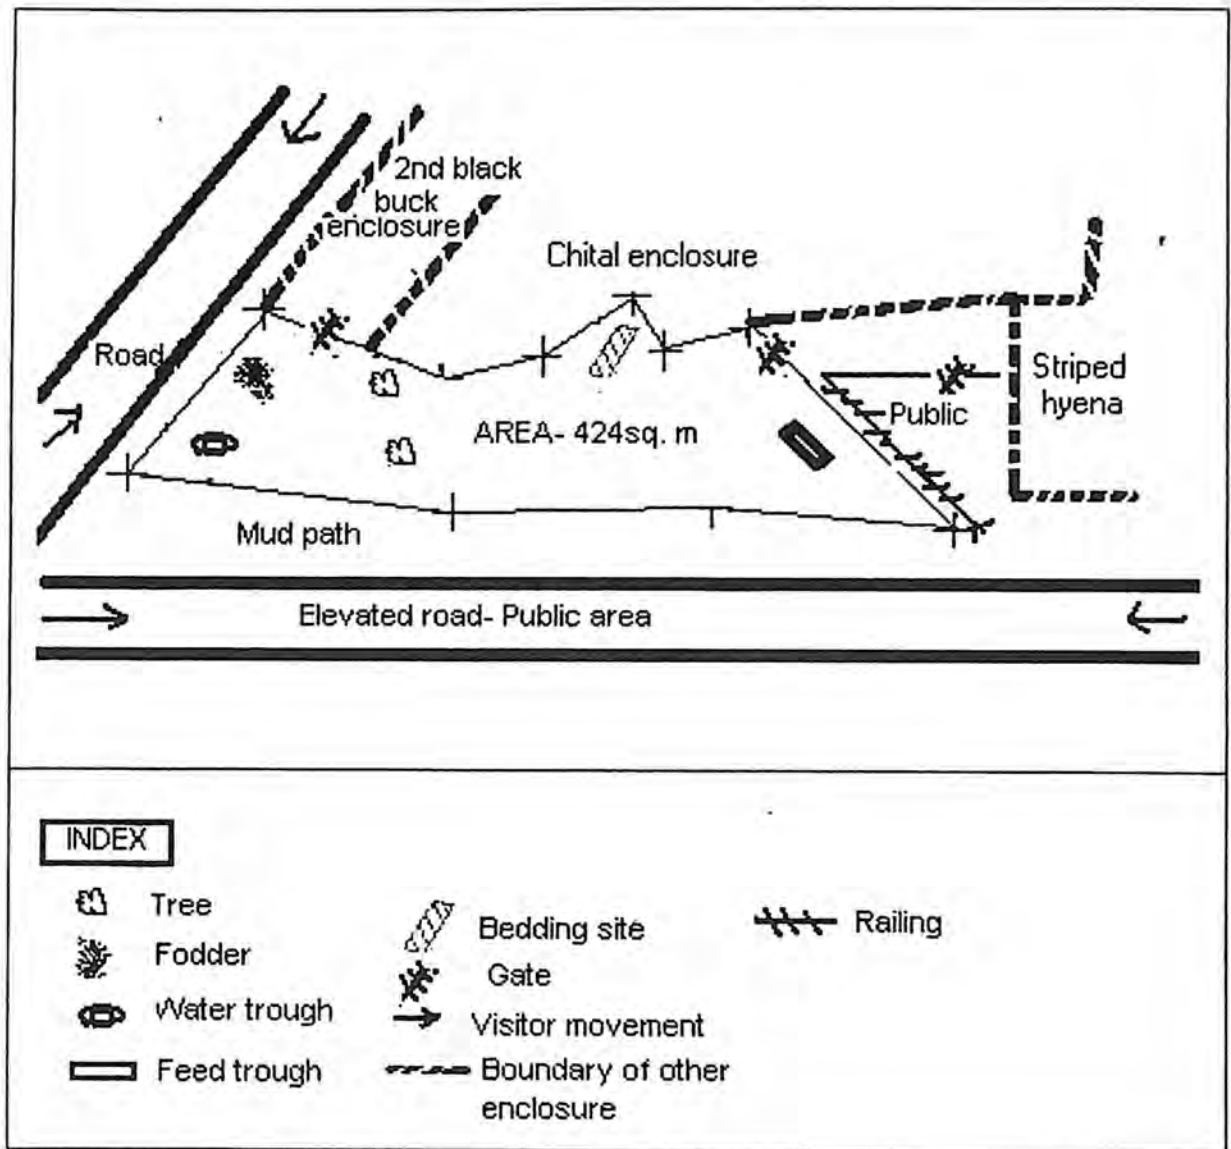 2nd black
buck
enclosure
Chital enclosure
Road
Striped
hyena
Public
AREA- 424sq. m
Mud path
Elevated road- Public area
INDEX
Tree
Fodder
Water trough
Feed trough
Bedding site
Gate
Visitor movement
Boundary of other
enclosure
Railing